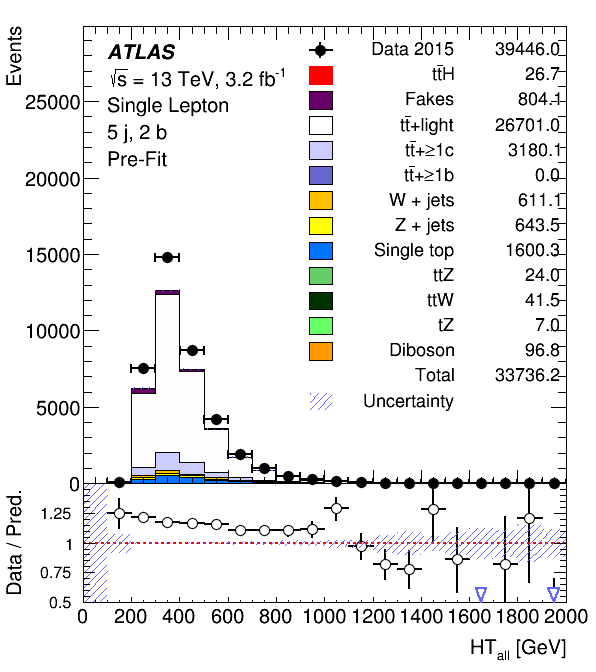 Events
25000
20000
15000
10000
5000
0
ATLAS
√s = 13 TeV, 3.2 fb⁻¹
Single Lepton
5 j, 2 b
Pre-Fit
Data 2015 39446.0
tt̄H 26.7
Fakes 804.1
tt̄+light 26701.0
tt̄+≥1c 3180.1
tt̄+≥1b 0.0
W + jets 611.1
Z + jets 643.5
Single top 1600.3
ttZ 24.0
ttW 41.5
tZ 7.0
Diboson 96.8
Total 33736.2
Uncertainty
Data / Pred.
1.25
1
0.75
0.5
0 200 400 600 800 1000 1200 1400 1600 1800 2000
HT_all [GeV]